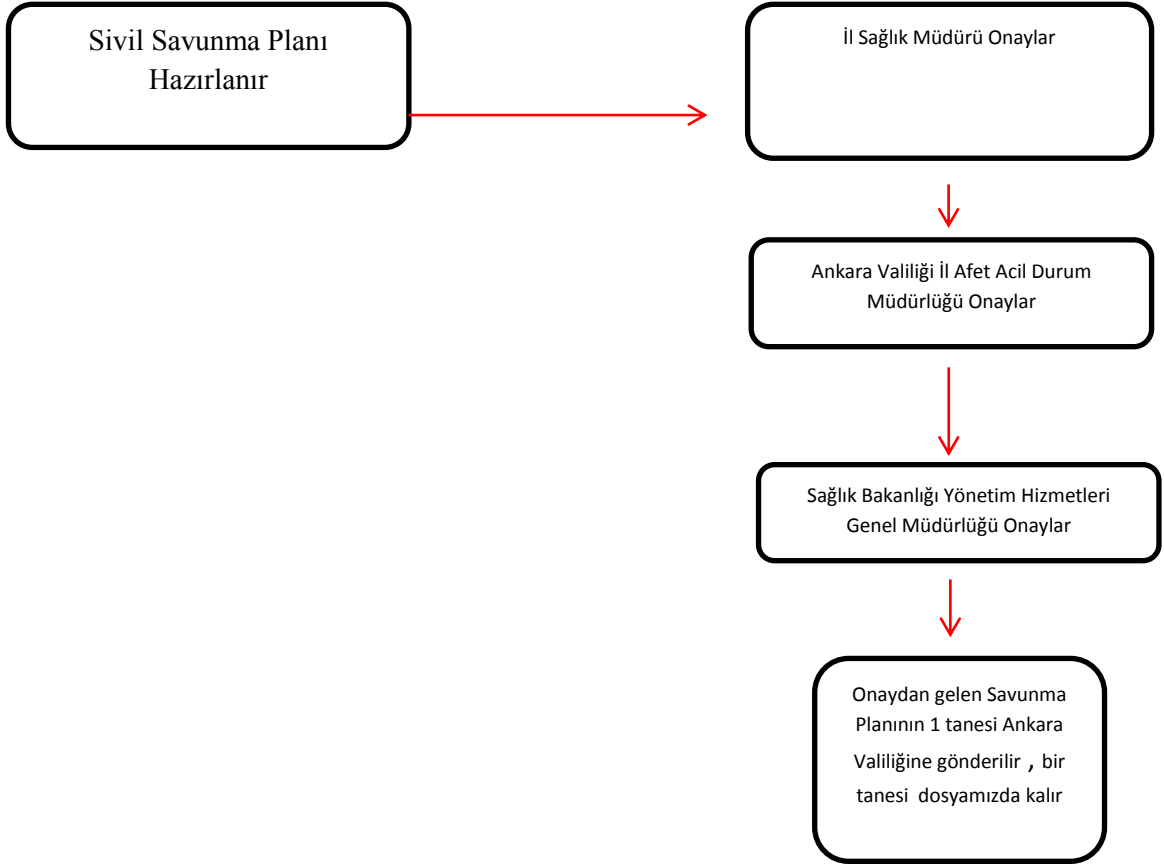 Sivil Savunma Planı
Hazırlanır
İl Sağlık Müdürü Onaylar
Ankara Valiliği İl Afet Acil Durum
Müdürlüğü Onaylar
Sağlık Bakanlığı Yönetim Hizmetleri
Genel Müdürlüğü Onaylar
Onaydan gelen Savunma
Planının 1 tanesi Ankara
Valiliğine gönderilir , bir
tanesi dosyamızda kalır